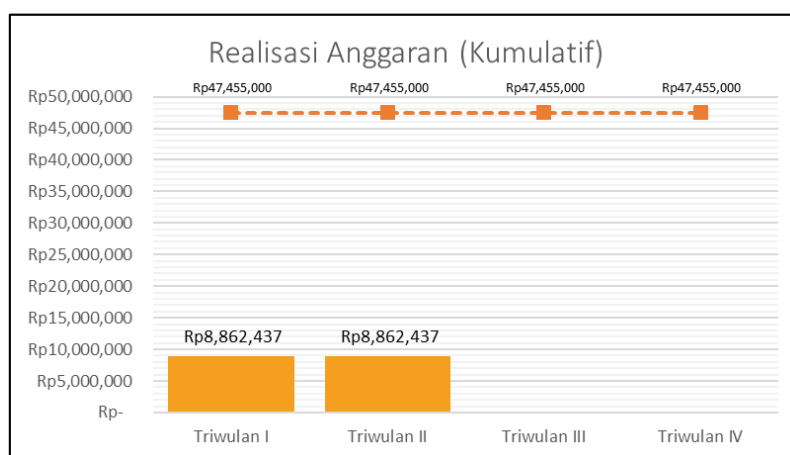 Realisasi Anggaran (Kumulatif)
Rp47,455,000 Rp47,455,000 Rp47,455,000 Rp47,455,000
Rp50,000,000
Rp45,000,000
Rp40,000,000
Rp35,000,000
Rp30,000,000
Rp25,000,000
Rp20,000,000
Rp15,000,000
Rp8,862,437 Rp8,862,437
Rp10,000,000
Rp5,000,000
Rp-
Triwulan I Triwulan II Triwulan III Triwulan IV